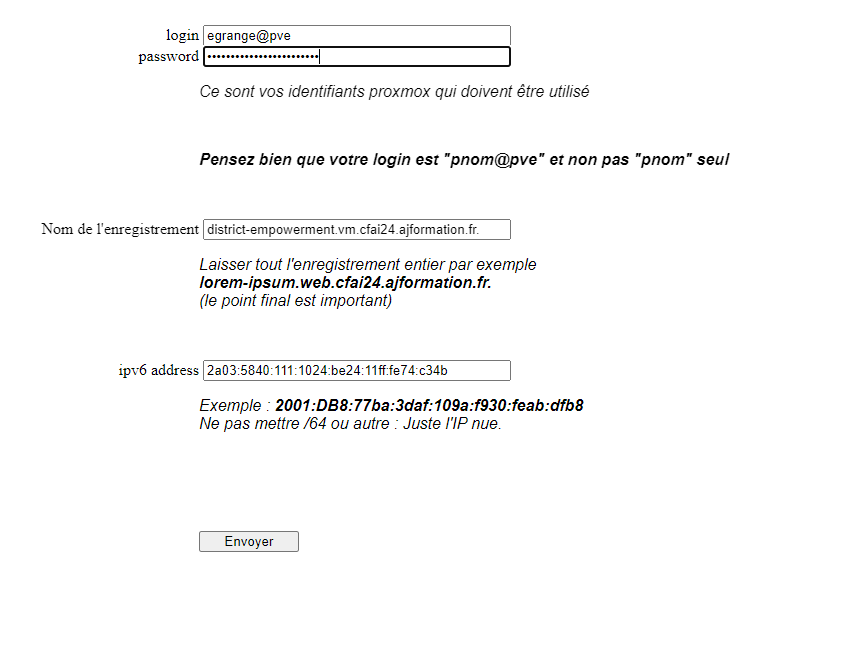 login egrange@pve
password ••••••••••••••••••••••••
Ce sont vos identifiants proxmox qui doivent être utilisé
Pensez bien que votre login est "pnom@pve" et non pas "pnom" seul
Nom de l'enregistrement district-empowerment.vm.cfai24.ajformation.fr.
Laisser tout l'enregistrement entier par exemple
lorem-ipsum.web.cfai24.ajformation.fr.
(le point final est important)
ipv6 address 2a03:5840:111:1024:be24:11ff:fe74:c34b
Exemple : 2001:DB8:77ba:3daf:109a:f930:feab:dfb8
Ne pas mettre /64 ou autre : Juste l'IP nue.
Envoyer